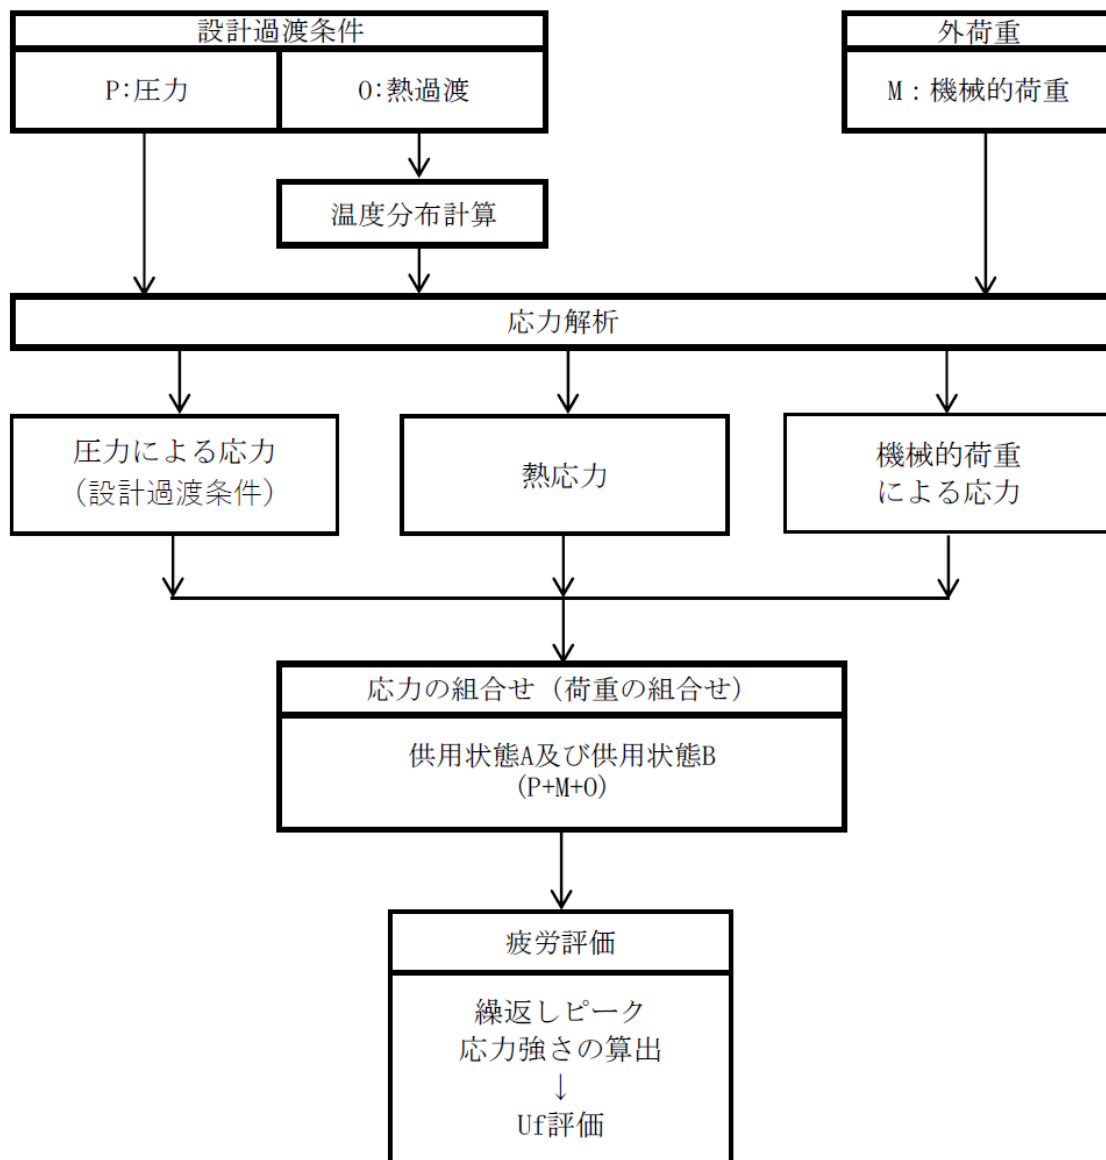 設計過渡条件
外荷重
P:圧力
O:熱過渡
M：機械的荷重
温度分布計算
応力解析
圧力による応力
（設計過渡条件）
熱応力
機械的荷重
による応力
応力の組合せ（荷重の組合せ）
供用状態A及び供用状態B
(P+M+O)
疲労評価
繰返しピーク
応力強さの算出
↓
Uf評価